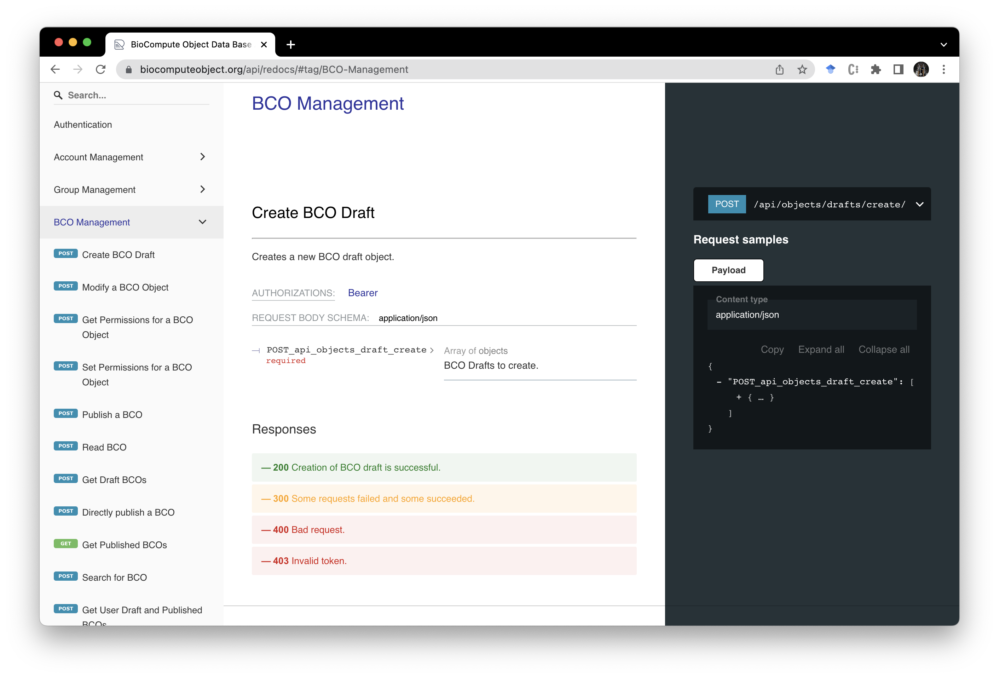 BioCompute Object Data Base
biocomputeobject.org/api/redocs/#tag/BCO-Management
Search...
Authentication
Account Management
Group Management
BCO Management
POST Create BCO Draft
POST Modify a BCO Object
POST Get Permissions for a BCO
Object
POST Set Permissions for a BCO
Object
POST Publish a BCO
POST Read BCO
POST Get Draft BCOs
POST Directly publish a BCO
GET Get Published BCOs
POST Search for BCO
POST Get User Draft and Published
BCOs
BCO Management
Create BCO Draft
Creates a new BCO draft object.
AUTHORIZATIONS: Bearer
REQUEST BODY SCHEMA: application/json
POST_api_objects_draft_create >
required
Array of objects
BCO Drafts to create.
Responses
— 200 Creation of BCO draft is successful.
— 300 Some requests failed and some succeeded.
— 400 Bad request.
— 403 Invalid token.
POST /api/objects/drafts/create/
Request samples
Payload
Content type
application/json
Copy Expand all Collapse all
{
- "POST_api_objects_draft_create": [
+ { … }
]
}